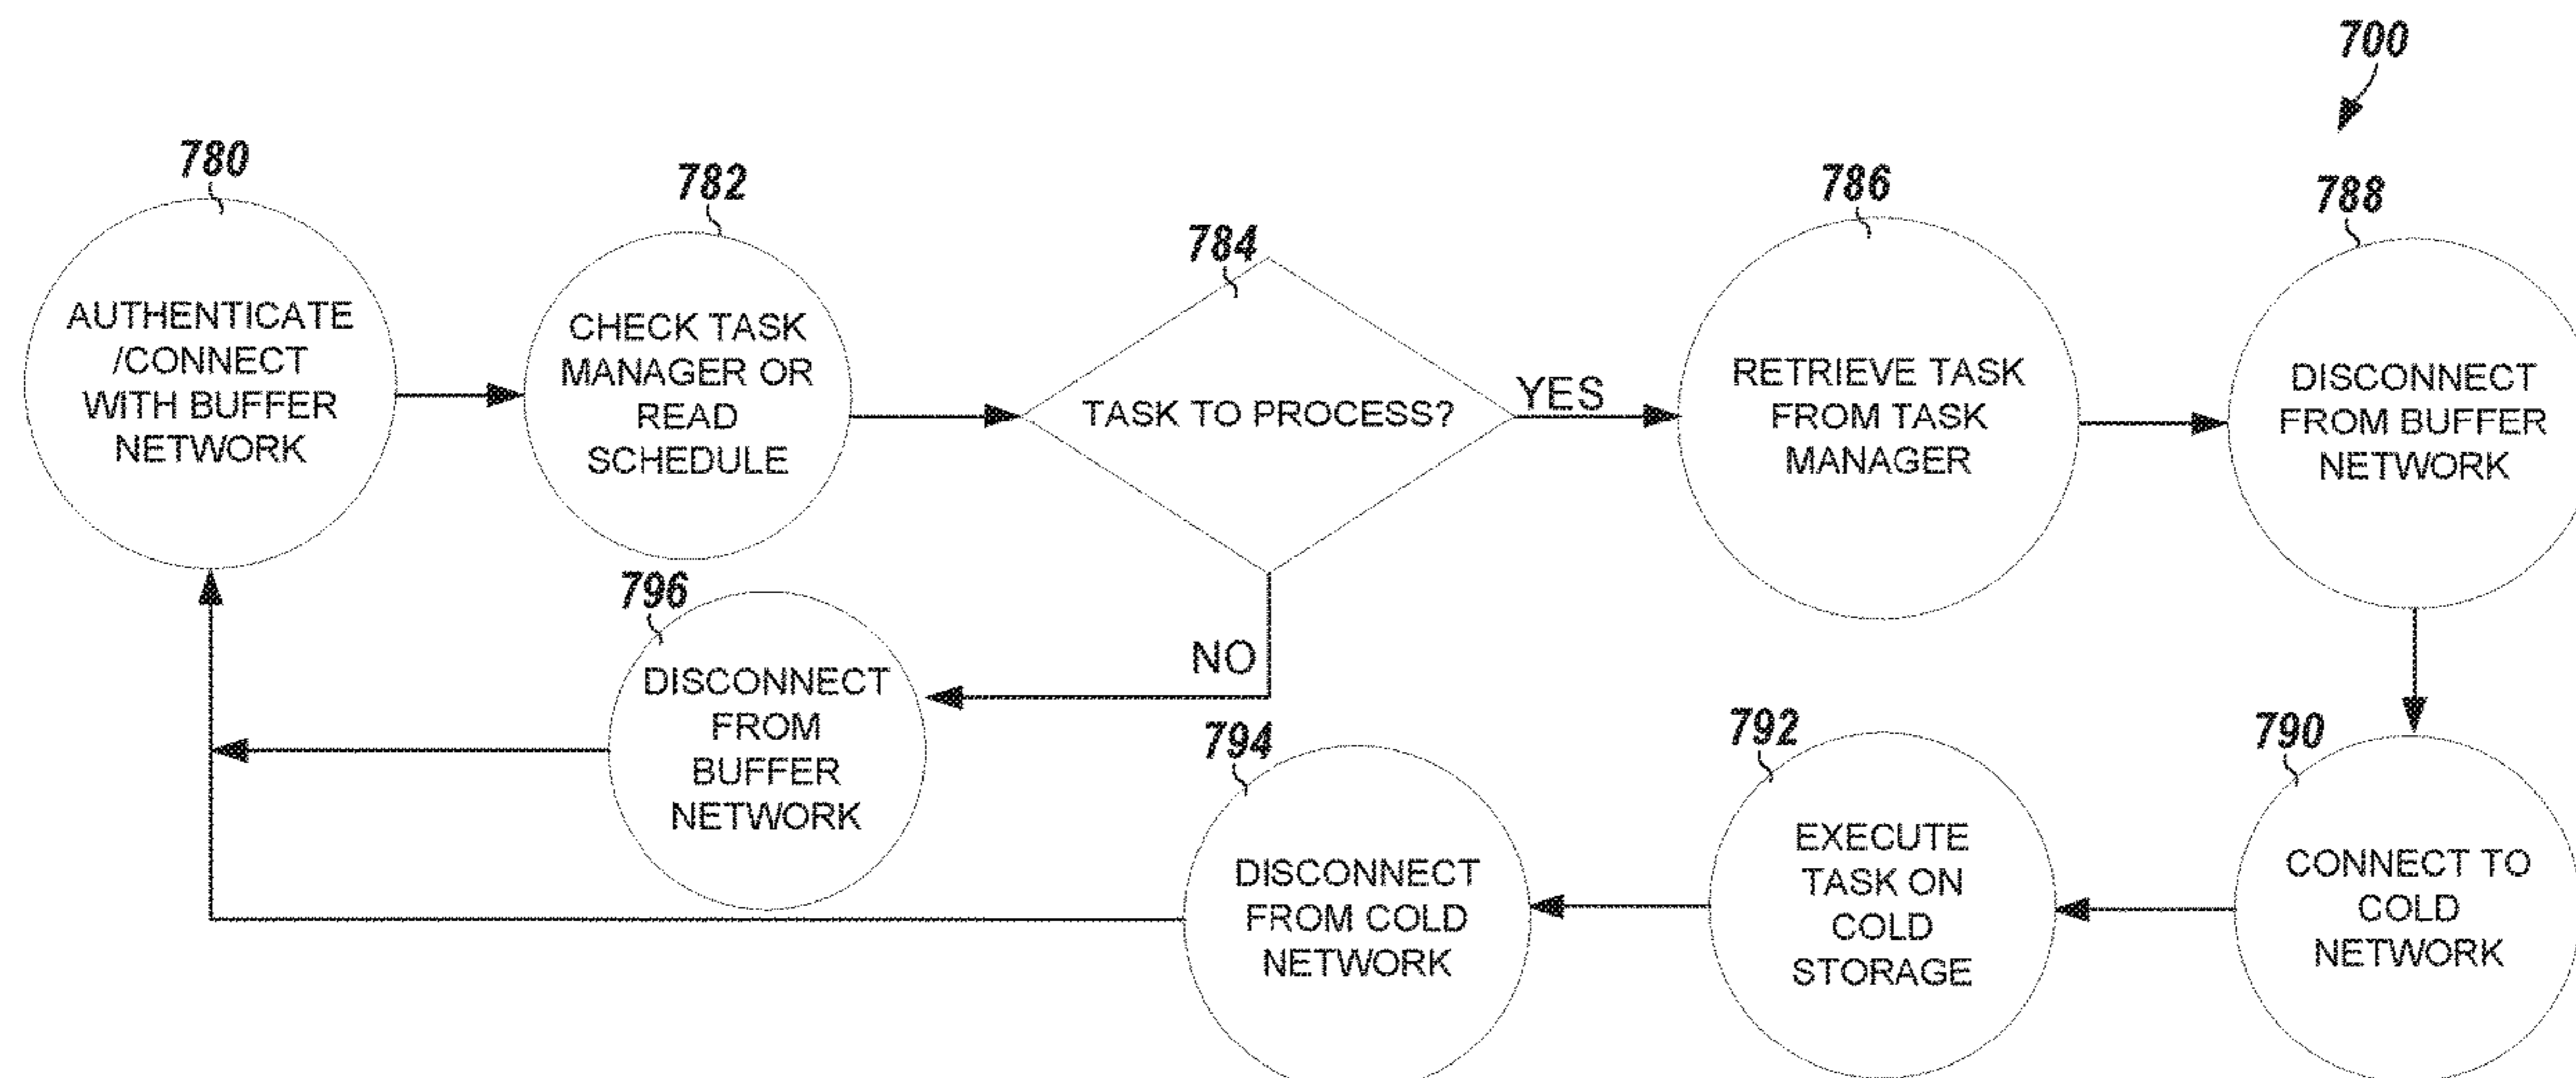 700
780
AUTHENTICATE
/CONNECT
WITH BUFFER
NETWORK
782
CHECK TASK
MANAGER OR
READ
SCHEDULE
784
TASK TO PROCESS?
YES
786
RETRIEVE TASK
FROM TASK
MANAGER
788
DISCONNECT
FROM BUFFER
NETWORK
NO
796
DISCONNECT
FROM
BUFFER
NETWORK
794
DISCONNECT
FROM COLD
NETWORK
792
EXECUTE
TASK ON
COLD
STORAGE
790
CONNECT TO
COLD
NETWORK